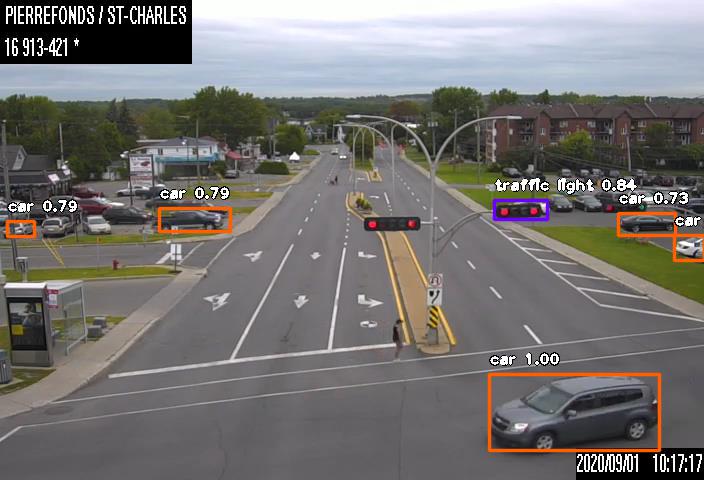 PIERREFONDS / ST-CHARLES
16 913-421 *
traffic light 0.84
car 0.79
car 0.79
car 0.73
car
car 1.00
2020/09/01 10:17:17